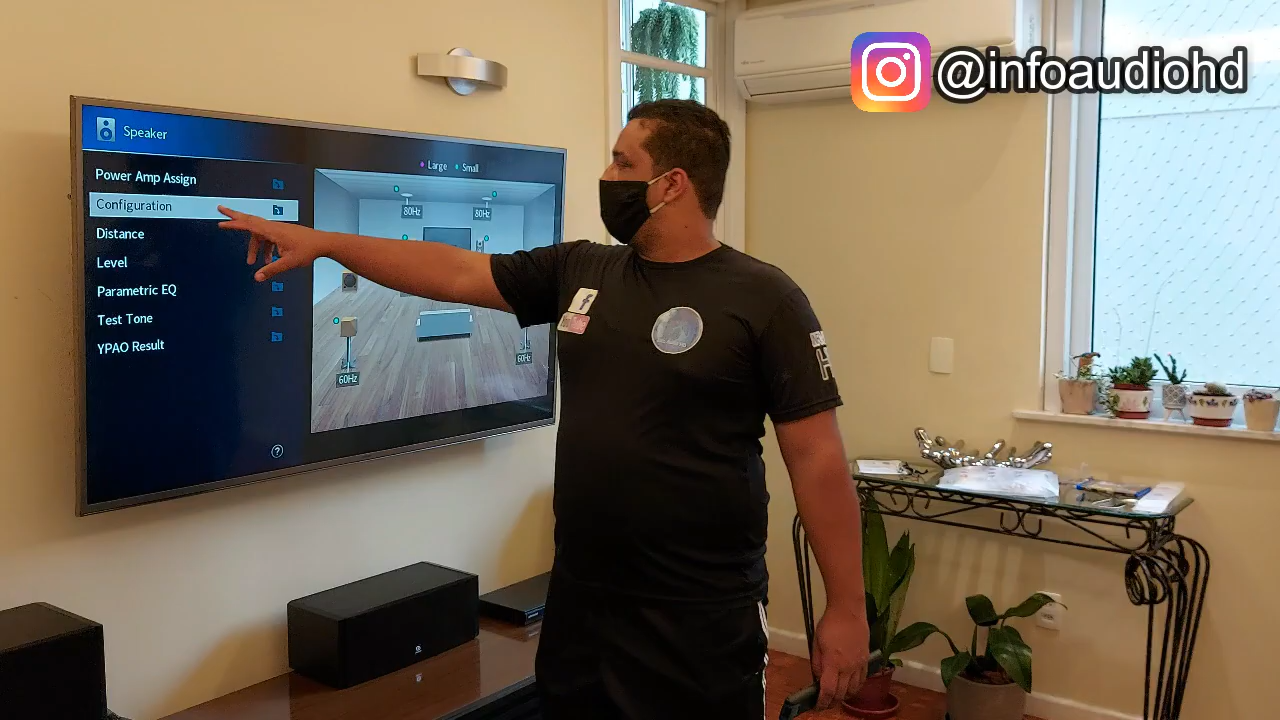 @infoaudiohd
Speaker
Large Small
Power Amp Assign
Configuration
Distance
Level
Parametric EQ
Test Tone
YPAO Result
80Hz
80Hz
60Hz
60Hz
?